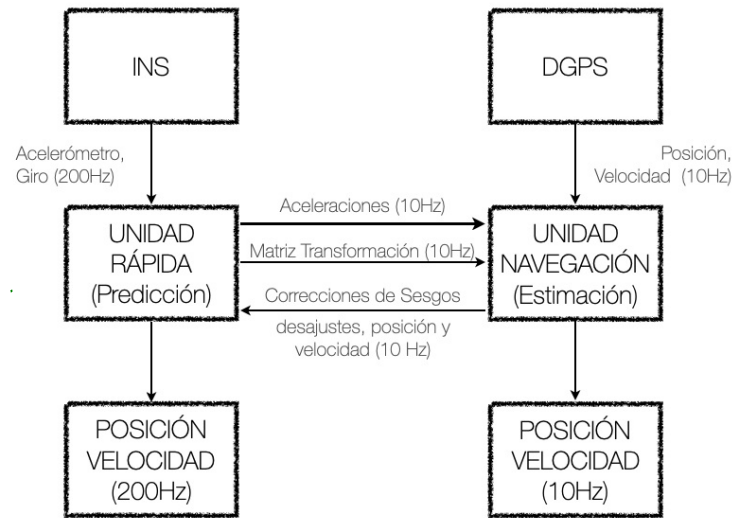 INS
DGPS
Acelerómetro,
Giro (200Hz)
Posición,
Velocidad (10Hz)
Aceleraciones (10Hz)
Matriz Transformación (10Hz)
Correcciones de Sesgos
desajustes, posición y
velocidad (10 Hz)
UNIDAD
RÁPIDA
(Predicción)
UNIDAD
NAVEGACIÓN
(Estimación)
POSICIÓN
VELOCIDAD
(200Hz)
POSICIÓN
VELOCIDAD
(10Hz)